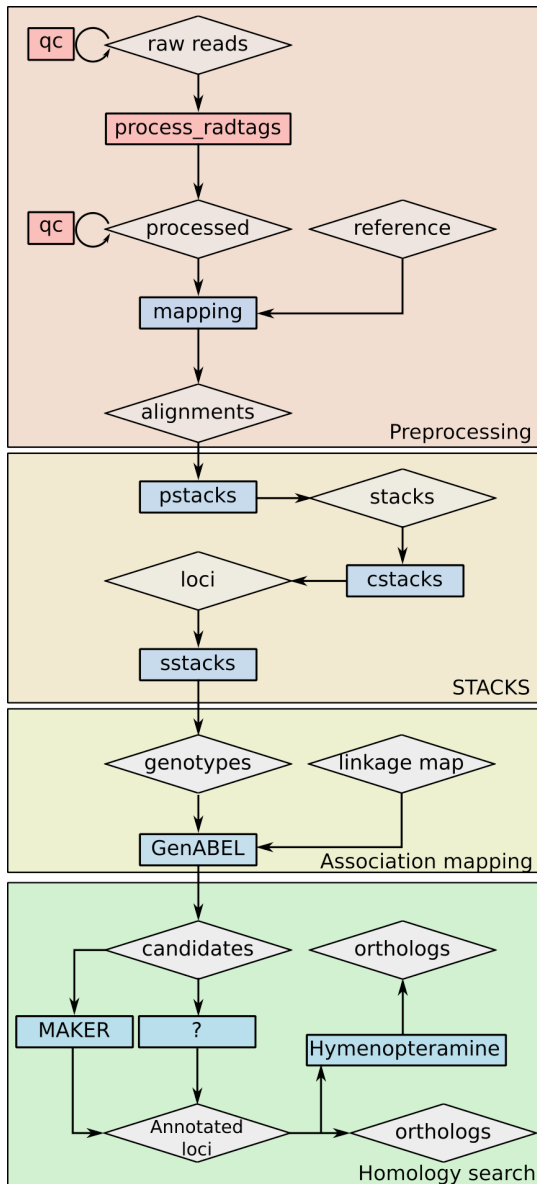 qc
raw reads
process_radtags
qc
processed
reference
mapping
alignments
Preprocessing
pstacks
stacks
loci
cstacks
sstacks
STACKS
genotypes
linkage map
GenABEL
Association mapping
candidates
orthologs
MAKER
?
Hymenopteramine
Annotated
loci
orthologs
Homology search